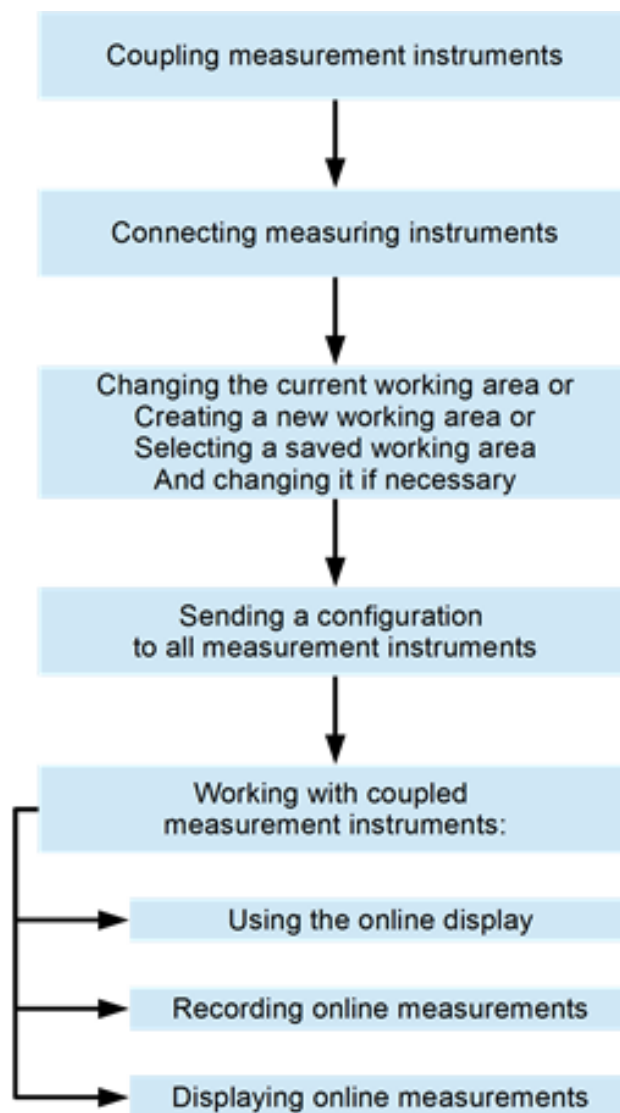 Coupling measurement instruments
Connecting measuring instruments
Changing the current working area or
Creating a new working area or
Selecting a saved working area
And changing it if necessary
Sending a configuration
to all measurement instruments
Working with coupled
measurement instruments:
Using the online display
Recording online measurements
Displaying online measurements